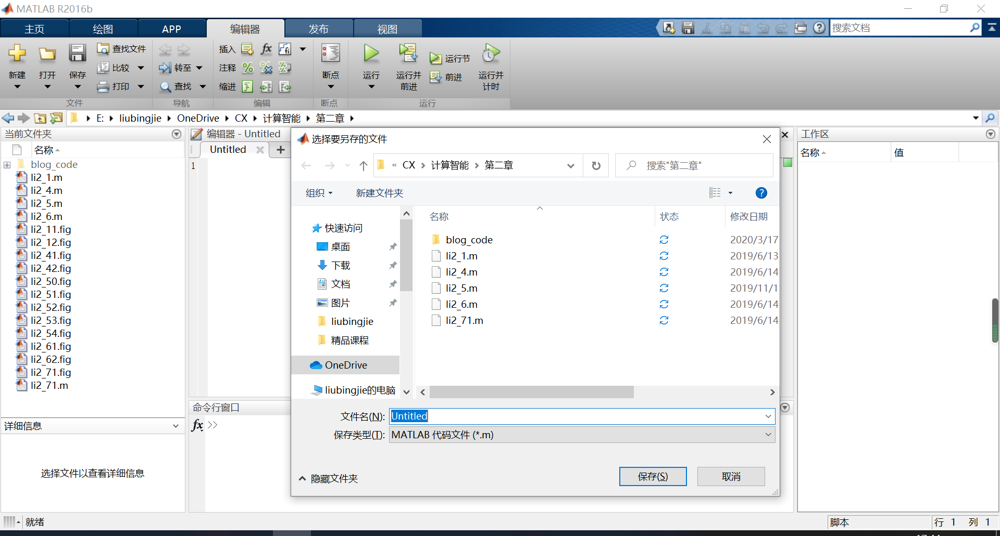 MATLAB R2016b
主页 绘图 APP 编辑器 发布 视图 搜索文档
新建 打开 保存 查找文件 比较 打印
文件
转至 查找
导航
插入 fx fi
注释
缩进
编辑
断点
断点
运行 运行并前进 运行节 前进 运行并计时
运行
E: liubingjie OneDrive CX 计算智能 第二章
当前文件夹
名称
blog_code
li2_1.m
li2_4.m
li2_5.m
li2_6.m
li2_11.fig
li2_12.fig
li2_41.fig
li2_42.fig
li2_50.fig
li2_51.fig
li2_52.fig
li2_53.fig
li2_54.fig
li2_61.fig
li2_62.fig
li2_71.fig
li2_71.m
详细信息
选择文件以查看详细信息
编辑器 - Untitled
Untitled
1
命令行窗口
fx >>
选择要另存的文件
« CX › 计算智能 › 第二章
搜索"第二章"
组织 新建文件夹
快速访问
桌面
下载
文档
图片
liubingjie
精品课程
OneDrive
liubingjie的电脑
名称 状态 修改日期
blog_code 2020/3/17
li2_1.m 2019/6/13
li2_4.m 2019/6/14
li2_5.m 2019/11/1
li2_6.m 2019/6/14
li2_71.m 2019/6/14
文件名(N): Untitled
保存类型(T): MATLAB 代码文件 (*.m)
隐藏文件夹
保存(S) 取消
工作区
名称 值
就绪
脚本
行 1 列 1